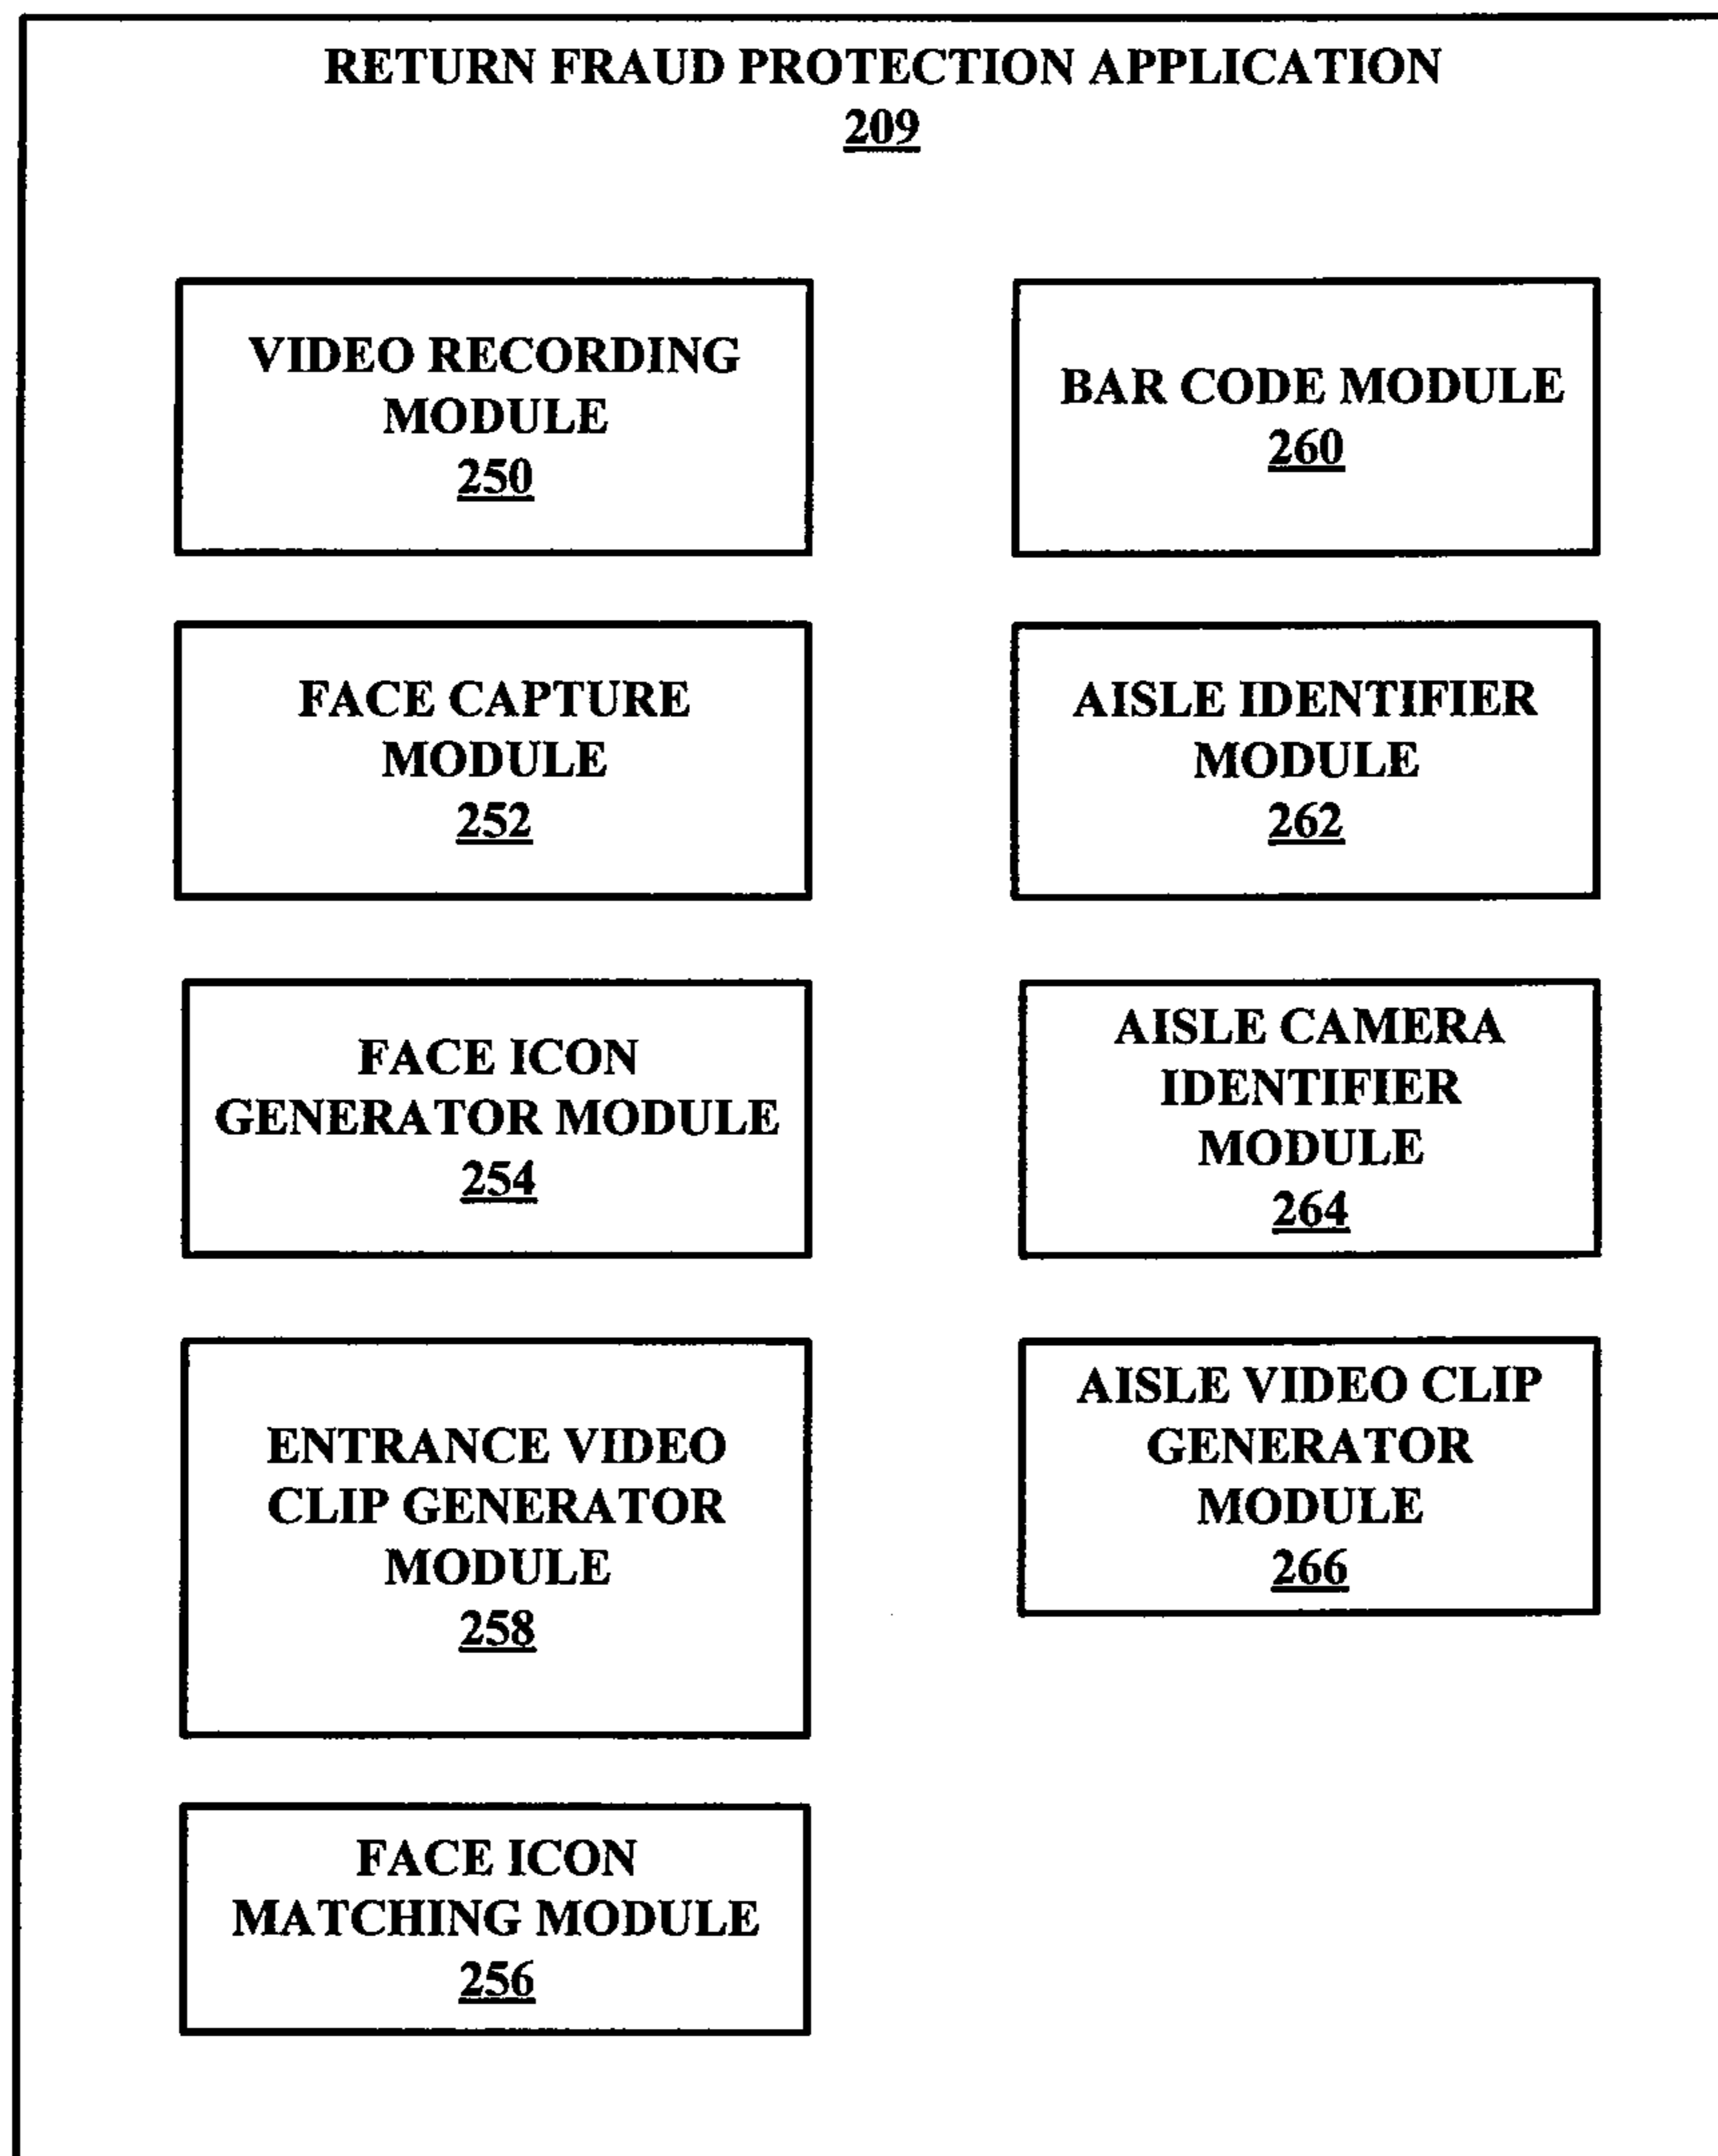 RETURN FRAUD PROTECTION APPLICATION
209
VIDEO RECORDING
MODULE
250
BAR CODE MODULE
260
FACE CAPTURE
MODULE
252
AISLE IDENTIFIER
MODULE
262
FACE ICON
GENERATOR MODULE
254
AISLE CAMERA
IDENTIFIER
MODULE
264
ENTRANCE VIDEO
CLIP GENERATOR
MODULE
258
AISLE VIDEO CLIP
GENERATOR
MODULE
266
FACE ICON
MATCHING MODULE
256